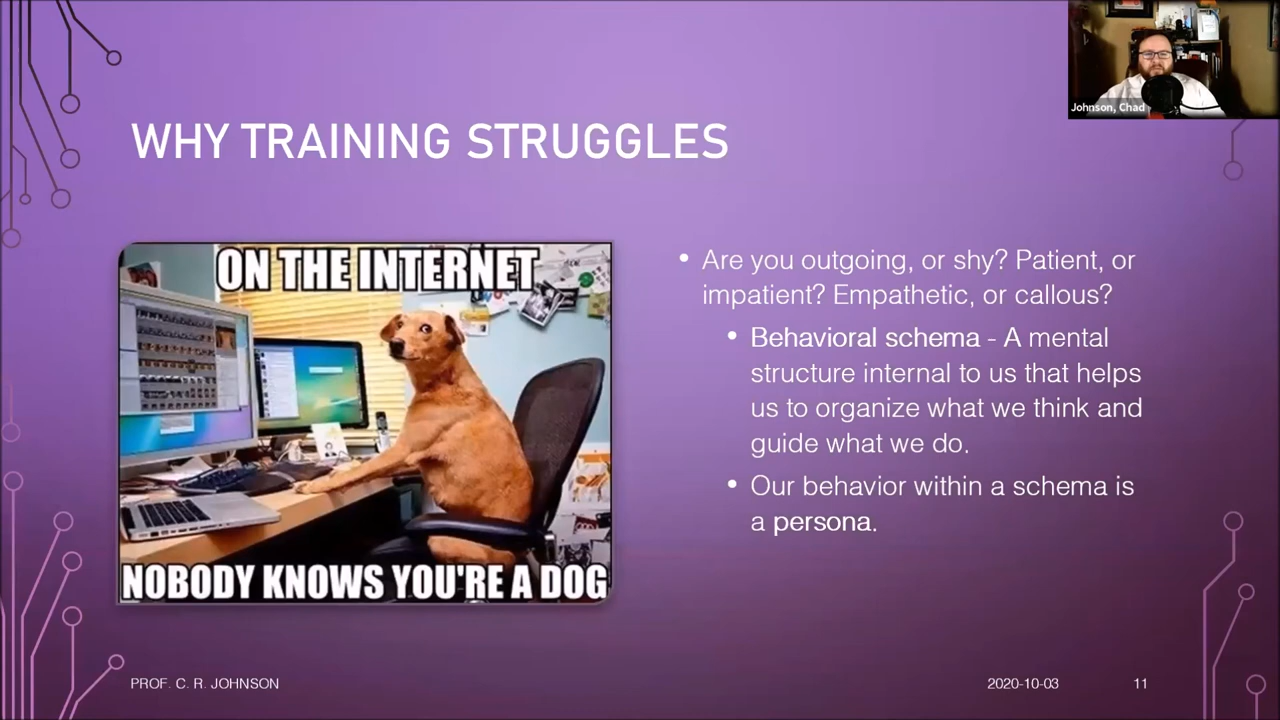 Johnson, Chad
WHY TRAINING STRUGGLES
ON THE INTERNET
NOBODY KNOWS YOU'RE A DOG
• Are you outgoing, or shy? Patient, or
impatient? Empathetic, or callous?
• Behavioral schema - A mental
structure internal to us that helps
us to organize what we think and
guide what we do.
• Our behavior within a schema is
a persona.
PROF. C. R. JOHNSON
2020-10-03
11